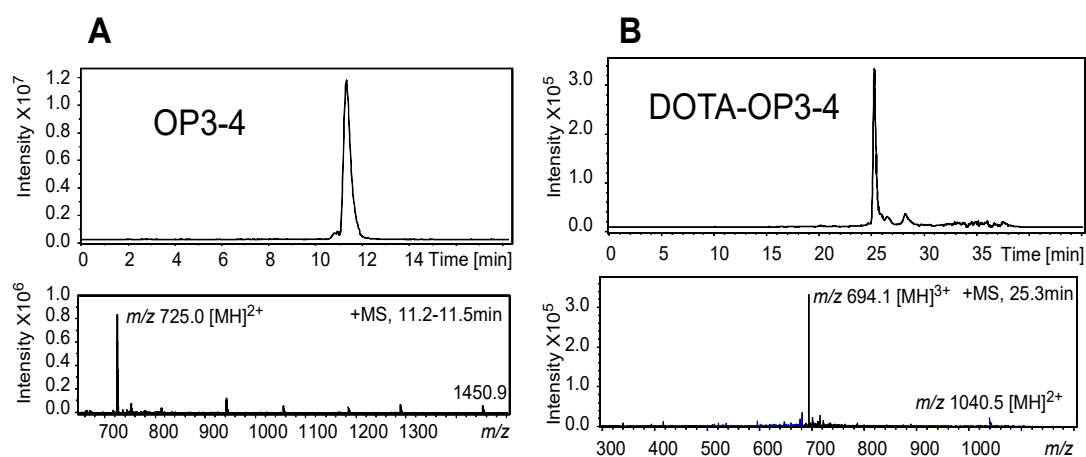 A
Intensity X10⁷
1.2
1.0
0.8
0.6
0.4
0.2
0.0
OP3-4
0 2 4 6 8 10 12 14 Time [min]
Intensity X10⁶
1.0
0.8
0.6
0.4
0.2
0.0
m/z 725.0 [MH]²⁺ +MS, 11.2-11.5min
1450.9
700 800 900 1000 1100 1200 1300 m/z
B
Intensity X10⁵
3.0
2.0
1.0
0.0
DOTA-OP3-4
0 5 10 15 20 25 30 35 Time [min]
Intensity X10⁵
3.0
2.0
1.0
0.0
m/z 694.1 [MH]³⁺ +MS, 25.3min
m/z 1040.5 [MH]²⁺
300 400 500 600 700 800 900 1000 m/z